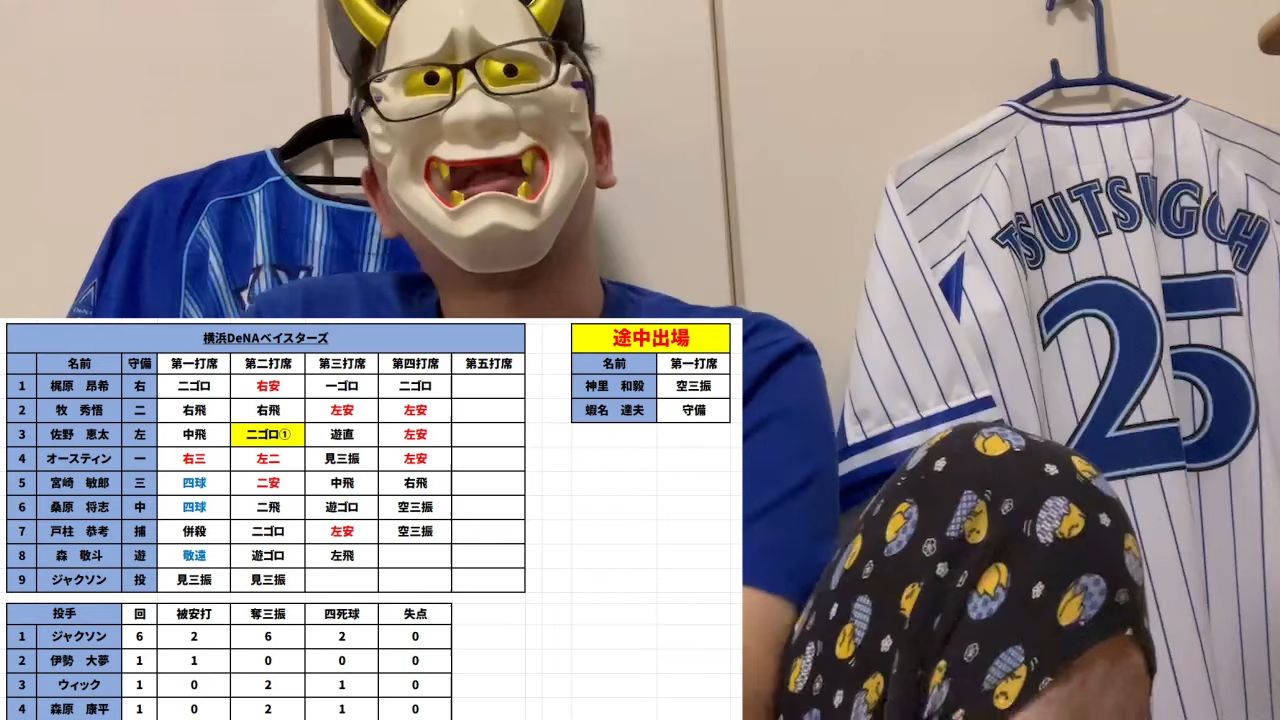 TSUTSUGOH
25
横浜DeNAベイスターズ
名前 守備 第一打席 第二打席 第三打席 第四打席 第五打席
1 梶原 昂希 右 二ゴロ 右安 一ゴロ 二ゴロ
2 牧 秀悟 二 右飛 右飛 左安 左安
3 佐野 恵太 左 中飛 二ゴロ① 遊直 左安
4 オースティン 一 右三 左二 見三振 左安
5 宮崎 敏郎 三 四球 二安 中飛 右飛
6 桑原 将志 中 四球 二飛 遊ゴロ 空三振
7 戸柱 恭考 捕 併殺 二ゴロ 左安 空三振
8 森 敬斗 遊 敬遠 遊ゴロ 左飛
9 ジャクソン 投 見三振 見三振
途中出場
名前 第一打席
神里 和毅 空三振
蝦名 達夫 守備
投手 回 被安打 奪三振 四死球 失点
1 ジャクソン 6 2 6 2 0
2 伊勢 大夢 1 1 0 0 0
3 ウィック 1 0 2 1 0
4 森原 康平 1 0 2 1 0